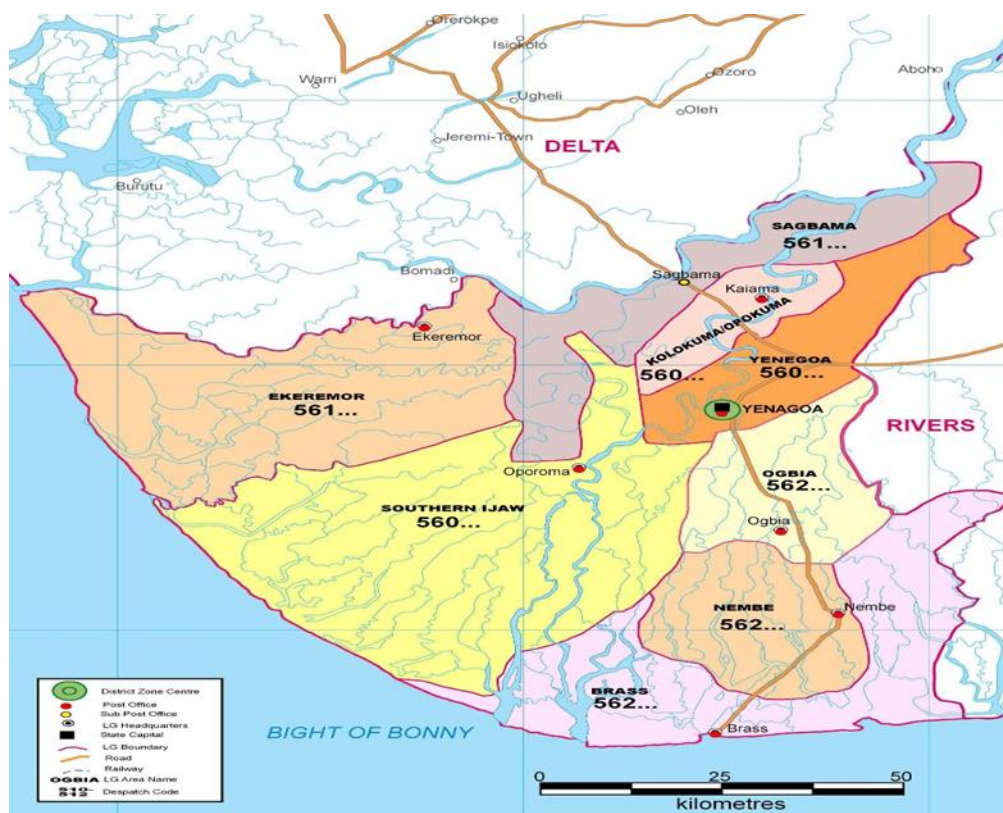 Orerokpe
Isiokolo
Warri
Ozoro
Aboh
Ugheli
Oleh
Jeremi-Town
DELTA
Burutu
SAGBAMA
561...
Bomadi
Sagbama
Kaiama
Ekeremor
KOLOKUMA/OPOKUMA
560...
YENEGOA
560...
EKEREMOR
561...
YENAGOA
RIVERS
Oporoma
OGBIA
562...
SOUTHERN IJAW
560...
Ogbia
NEMBE
562...
Nembe
BRASS
562...
Brass
BIGHT OF BONNY
District Zone Centre
Post Office
Sub Post Office
LG Headquarters
State Capital
LG Boundary
Road
Railway
OGBIA LG Area Name
510-
512 Despatch Code
0 25 50
kilometres